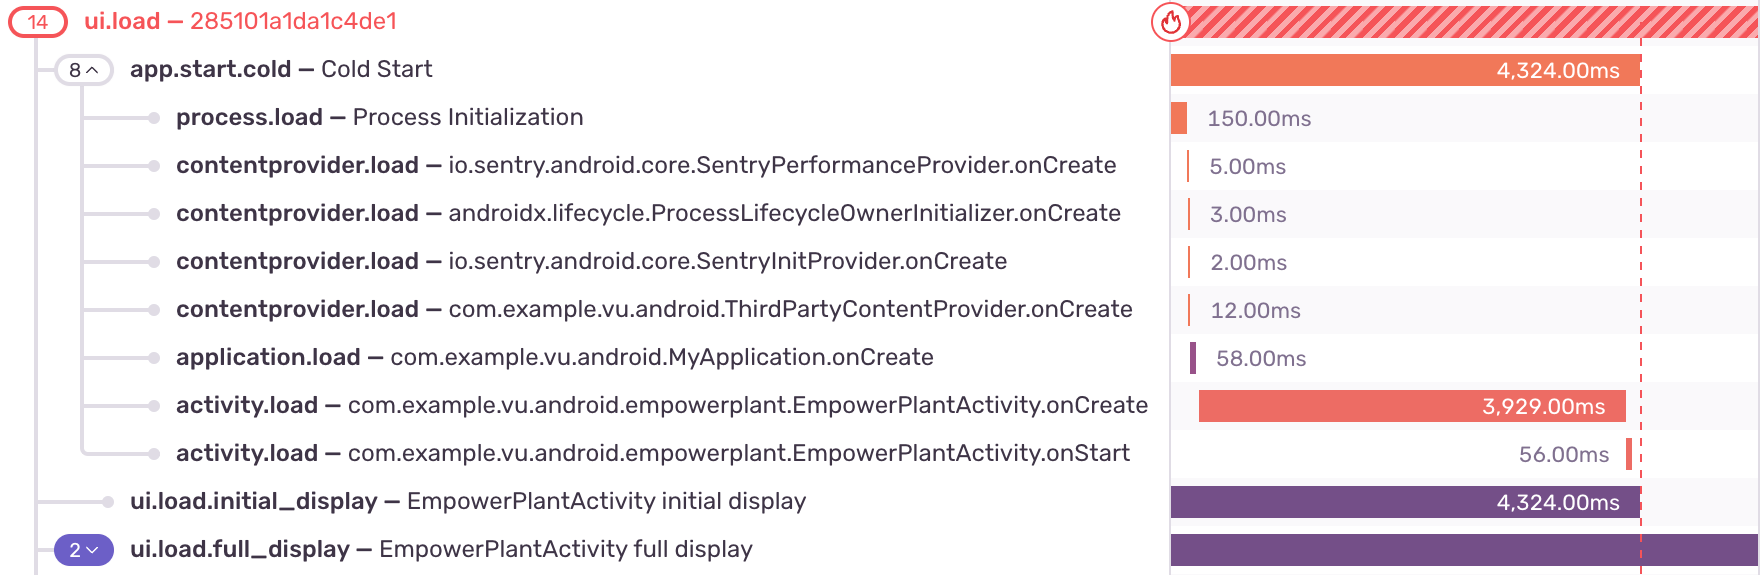 14 ui.load — 285101a1da1c4de1
8 app.start.cold — Cold Start 4,324.00ms
process.load — Process Initialization 150.00ms
contentprovider.load — io.sentry.android.core.SentryPerformanceProvider.onCreate 5.00ms
contentprovider.load — androidx.lifecycle.ProcessLifecycleOwnerInitializer.onCreate 3.00ms
contentprovider.load — io.sentry.android.core.SentryInitProvider.onCreate 2.00ms
contentprovider.load — com.example.vu.android.ThirdPartyContentProvider.onCreate 12.00ms
application.load — com.example.vu.android.MyApplication.onCreate 58.00ms
activity.load — com.example.vu.android.empowerplant.EmpowerPlantActivity.onCreate 3,929.00ms
activity.load — com.example.vu.android.empowerplant.EmpowerPlantActivity.onStart 56.00ms
ui.load.initial_display — EmpowerPlantActivity initial display 4,324.00ms
2 ui.load.full_display — EmpowerPlantActivity full display